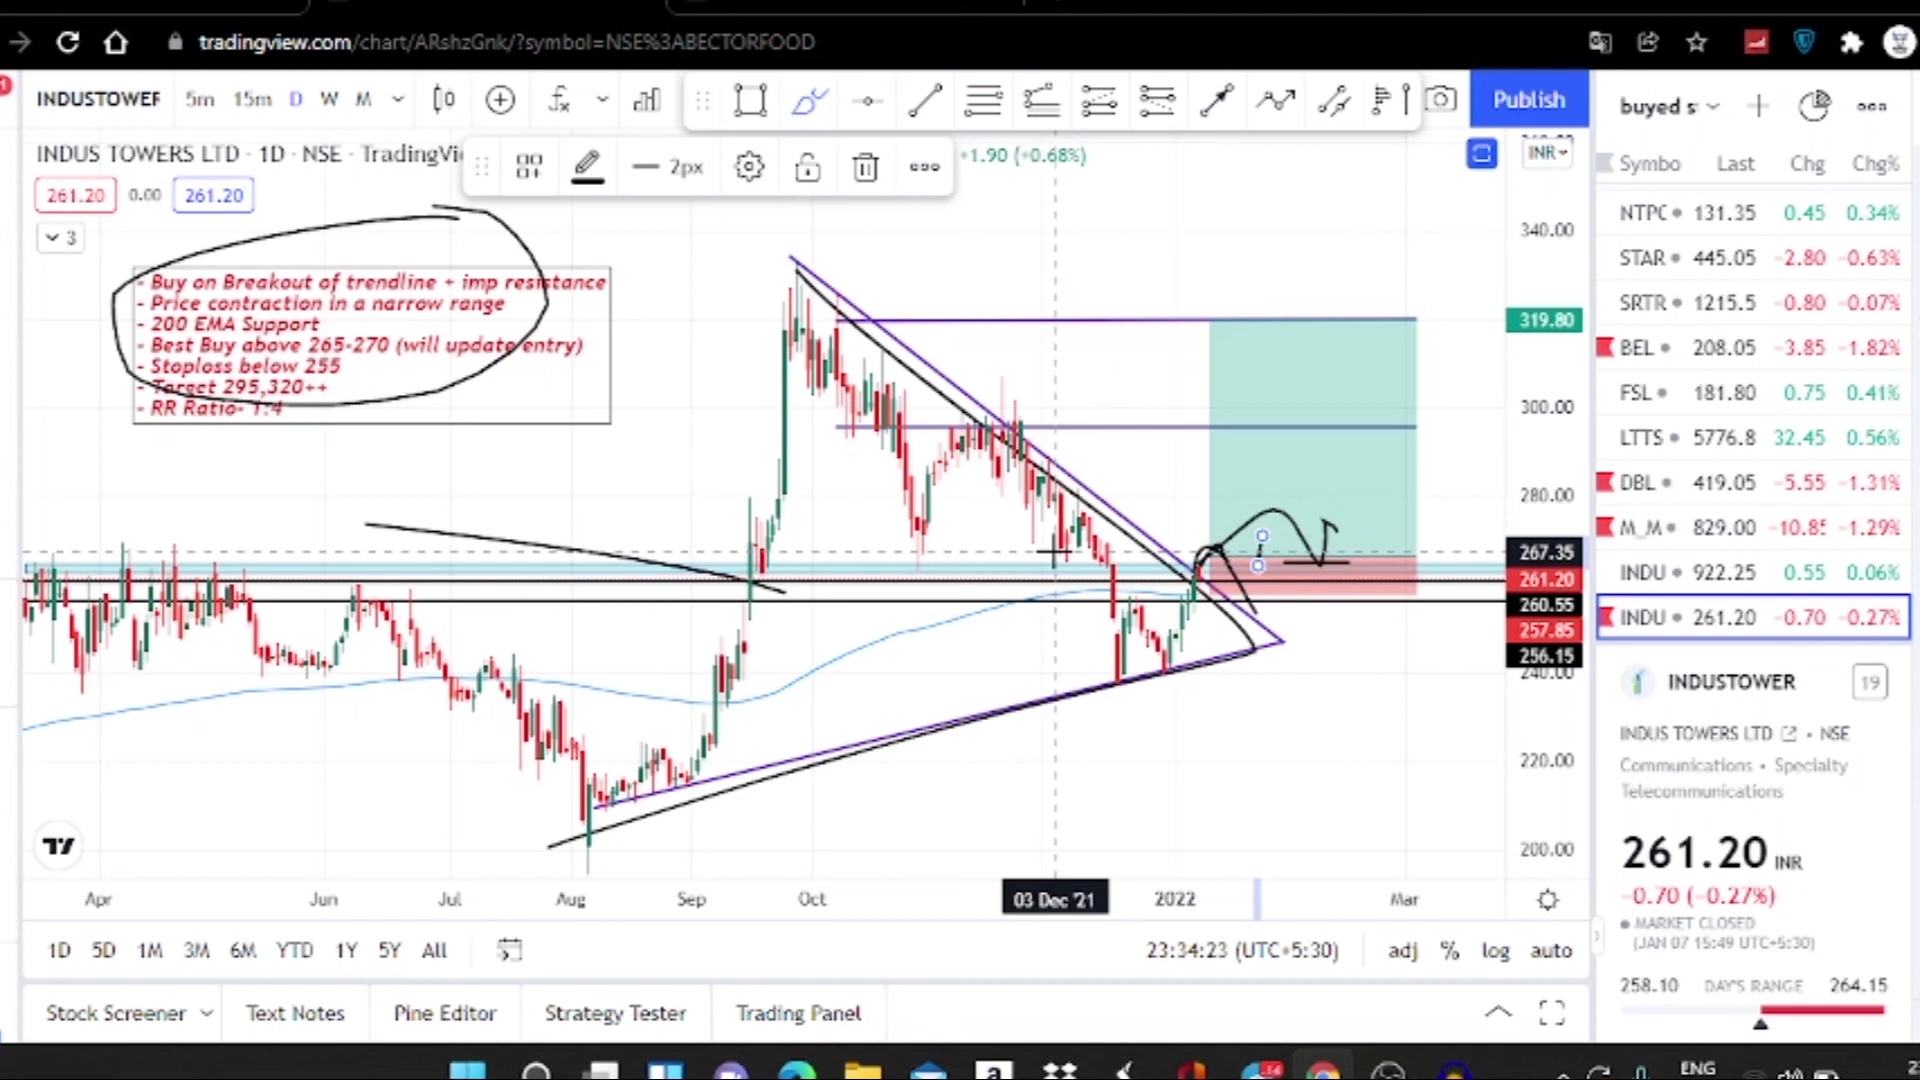 tradingview.com/chart/ARshzGnk/?symbol=NSE%3ABECTORFOOD
INDUSTOWER 5m 15m D W M Publish
buyed s
INDUS TOWERS LTD · 1D · NSE · TradingVi 2px +1.90 (+0.68%) INR
Symbo Last Chg Chg%
261.20 0.00 261.20
3
NTPC 131.35 0.45 0.34%
STAR 445.05 -2.80 -0.63%
SRTR 1215.5 -0.80 -0.07%
BEL 208.05 -3.85 -1.82%
FSL 181.80 0.75 0.41%
LTTS 5776.8 32.45 0.56%
DBL 419.05 -5.55 -1.31%
M_M 829.00 -10.85 -1.29%
INDU 922.25 0.55 0.06%
INDU 261.20 -0.70 -0.27%
- Buy on Breakout of trendline + imp resistance
- Price contraction in a narrow range
- 200 EMA Support
- Best Buy above 265-270 (will update entry)
- Stoploss below 255
- Target 295,320++
- RR Ratio- 1:4
340.00
319.80
300.00
280.00
267.35
261.20
260.55
257.85
256.15
240.00
220.00
200.00
INDUSTOWER 19
INDUS TOWERS LTD • NSE
Communications • Specialty
Telecommunications
261.20 INR
-0.70 (-0.27%)
MARKET CLOSED
(JAN 07 15:49 UTC+5:30)
258.10 DAY'S RANGE 264.15
Apr Jun Jul Aug Sep Oct 03 Dec '21 2022 Mar
1D 5D 1M 3M 6M YTD 1Y 5Y All 23:34:23 (UTC+5:30) adj % log auto
Stock Screener Text Notes Pine Editor Strategy Tester Trading Panel
ENG